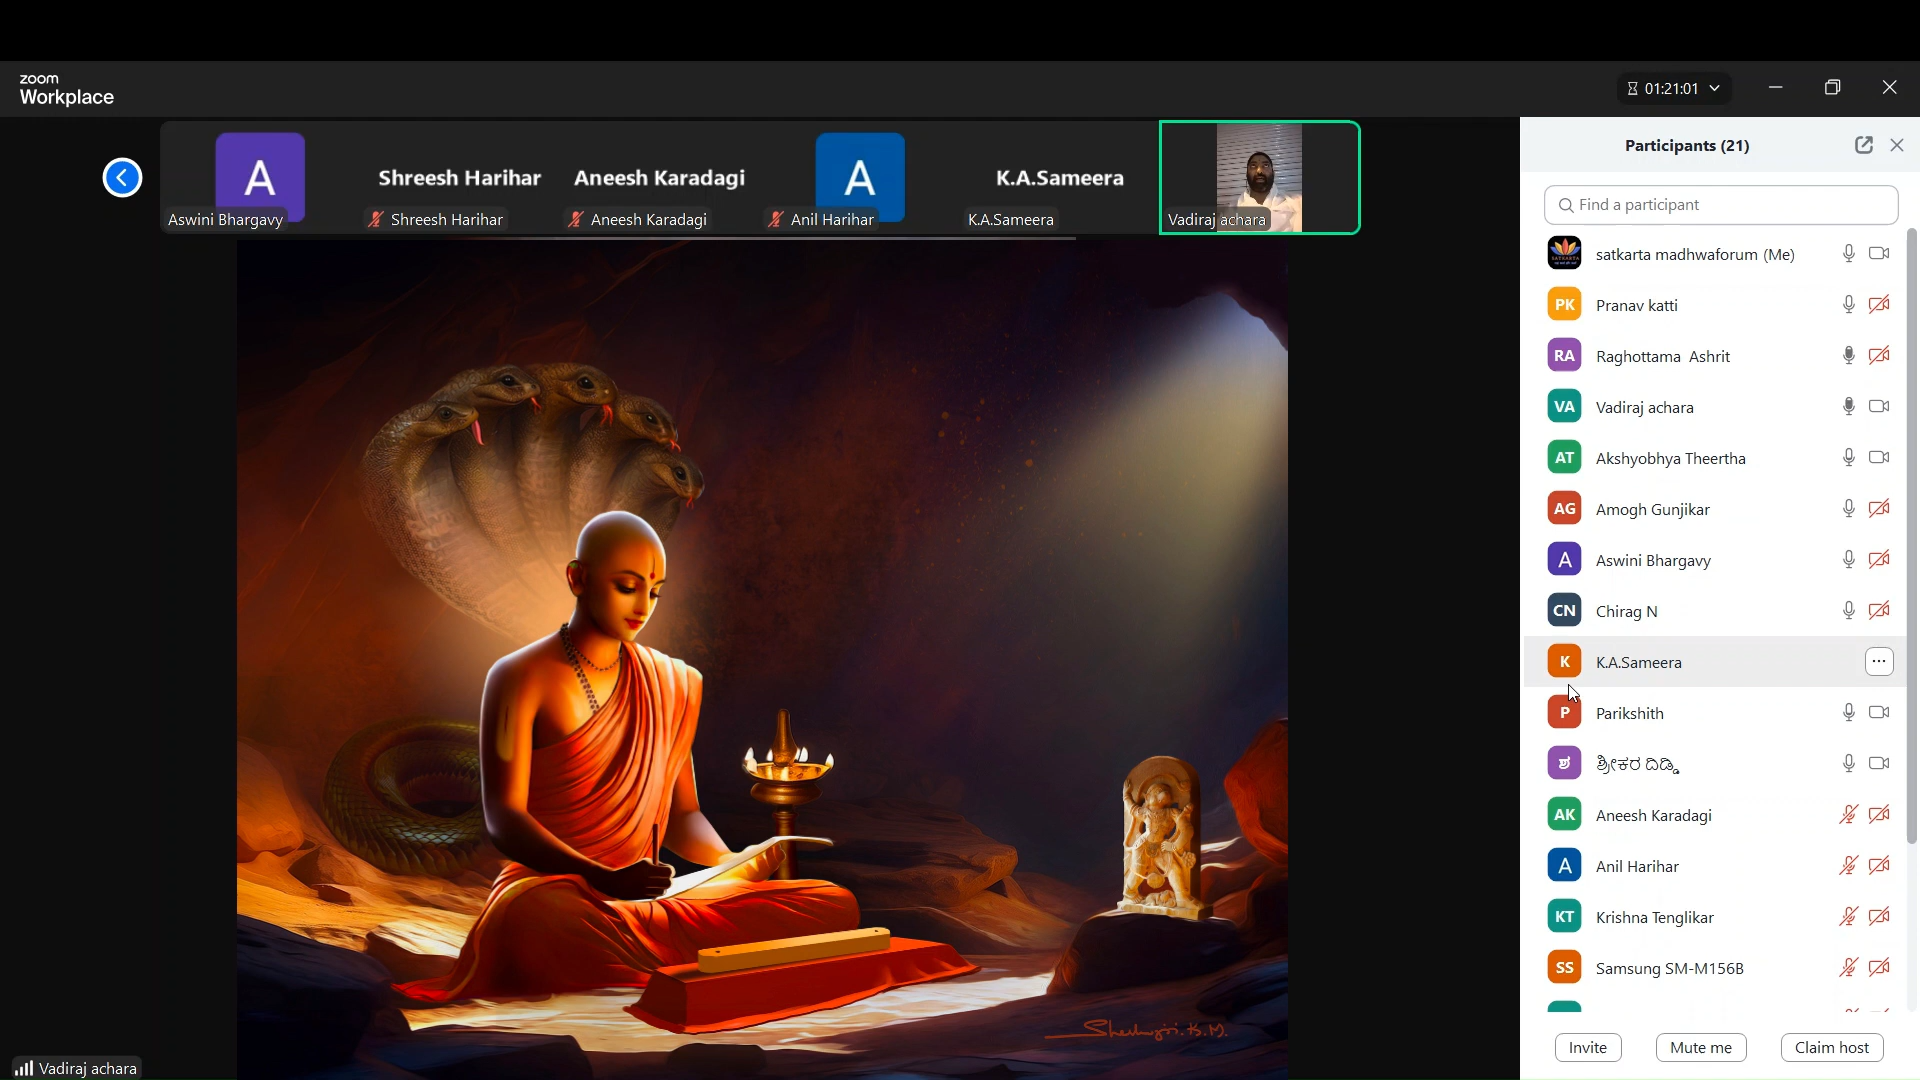 zoom
Workplace
01:21:01
A
Aswini Bhargavy
Shreesh Harihar
Shreesh Harihar
Aneesh Karadagi
Aneesh Karadagi
A
Anil Harihar
K.A.Sameera
K.A.Sameera
Vadiraj achara
Participants (21)
Find a participant
satkarta madhwaforum (Me)
PK Pranav katti
RA Raghottama Ashrit
VA Vadiraj achara
AT Akshyobhya Theertha
AG Amogh Gunjikar
A Aswini Bhargavy
CN Chirag N
K K.A.Sameera
P Parikshith
ಶ ಶ್ರೀಕರ ದಿಡ್ಡಿ
AK Aneesh Karadagi
A Anil Harihar
KT Krishna Tenglikar
SS Samsung SM-M156B
Invite
Mute me
Claim host
Vadiraj achara